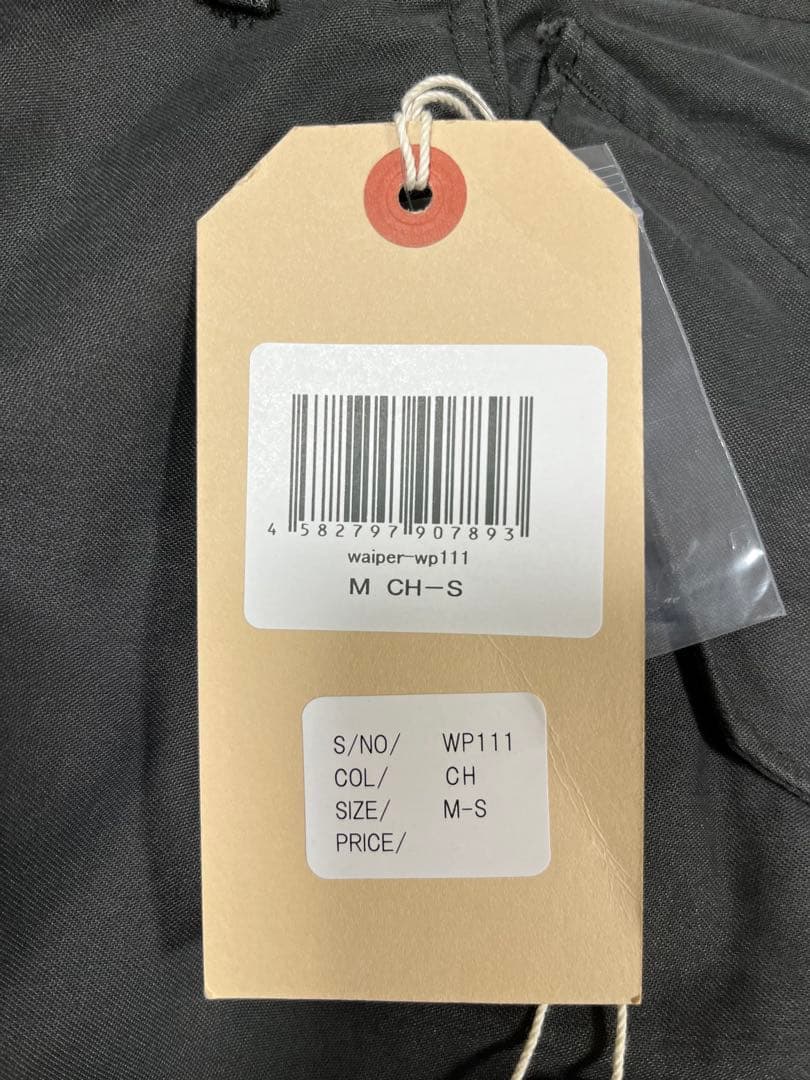 4 582797 907893
waiper-wp111
M CH-S
S/NO/ WP111
COL/ CH
SIZE/ M-S
PRICE/